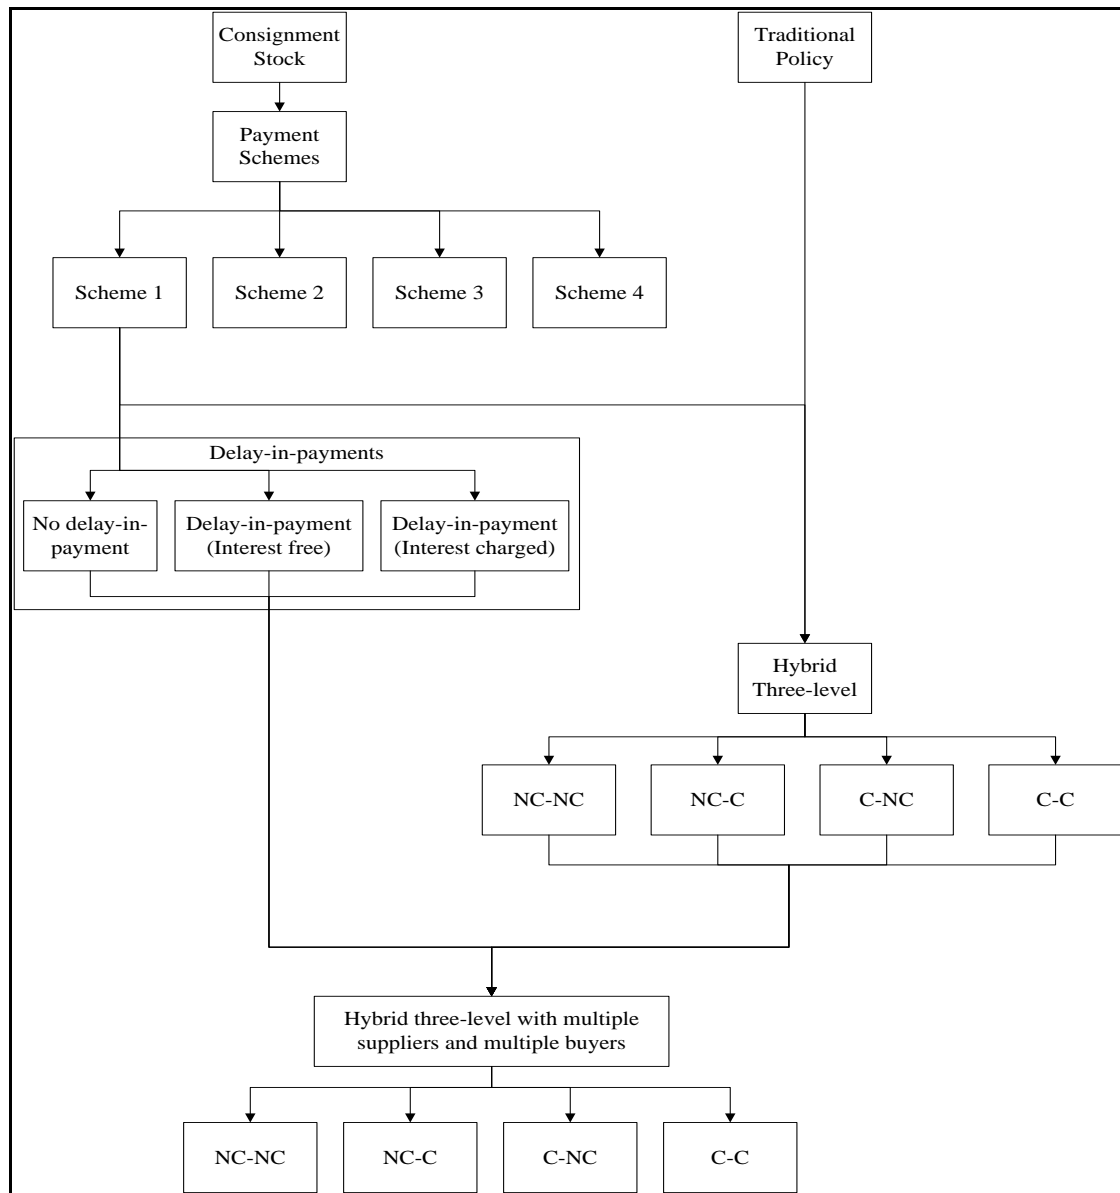 Consignment
Stock
Traditional
Policy
Payment
Schemes
Scheme 1
Scheme 2
Scheme 3
Scheme 4
Delay-in-payments
No delay-in-
payment
Delay-in-payment
(Interest free)
Delay-in-payment
(Interest charged)
Hybrid
Three-level
NC-NC
NC-C
C-NC
C-C
Hybrid three-level with multiple
suppliers and multiple buyers
NC-NC
NC-C
C-NC
C-C